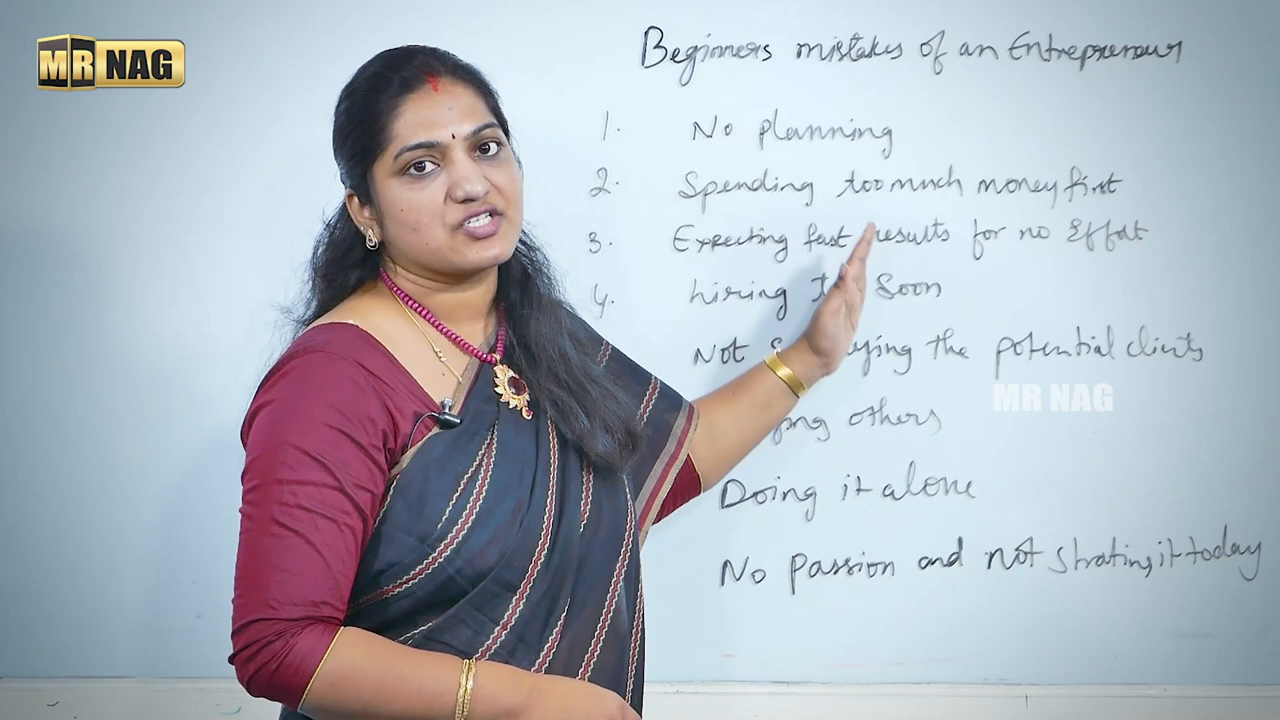 MR NAG
Beginners mistakes of an Entrepreneur
1. No planning
2. Spending too much money first
3. Expecting fast results for no Effort
4. hiring Soon
Not the potential clients
MR NAG
others
Doing it alone
No passion and not strating it today